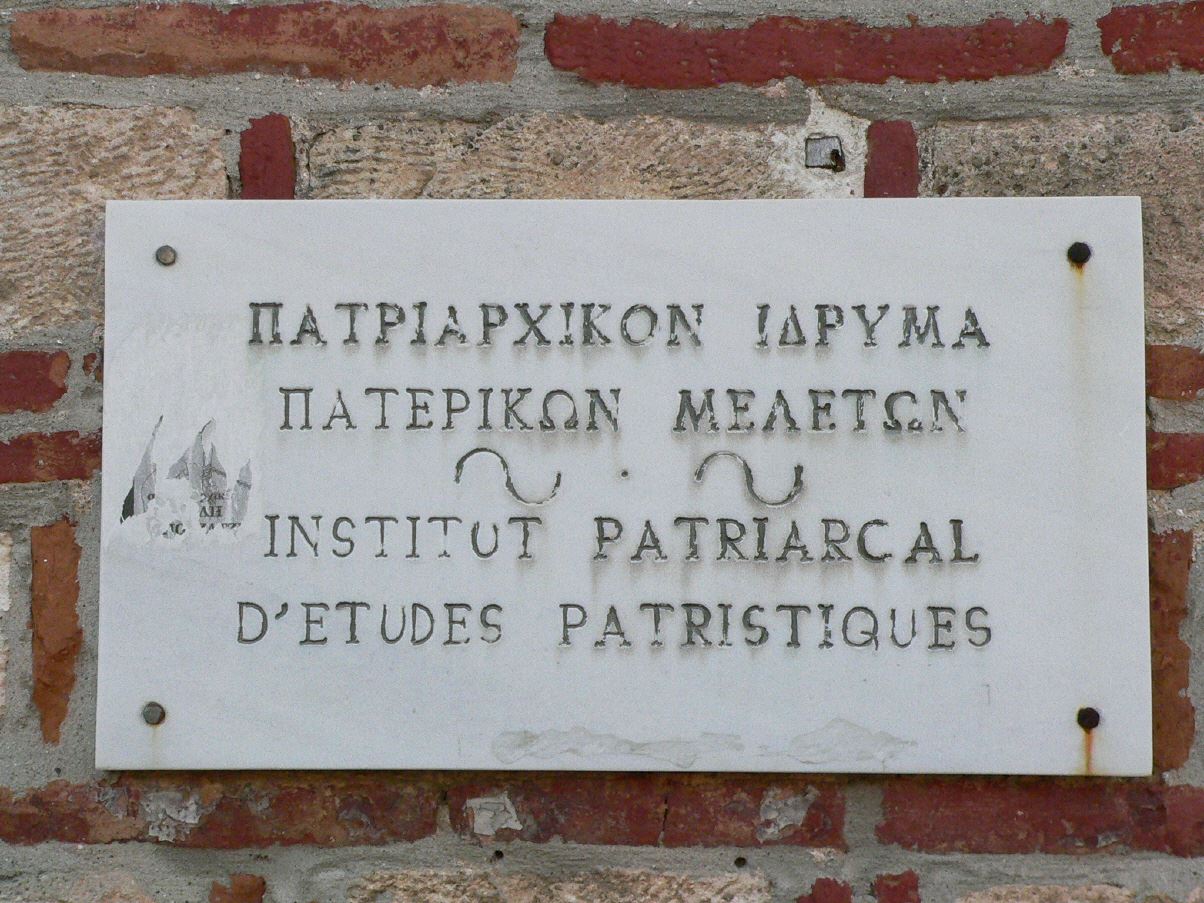 ΠΑΤΡΙΑΡΧΙΚΟΝ ΙΔΡΥΜΑ
ΠΑΤΕΡΙΚΩΝ ΜΕΛΕΤΩΝ
INSTITUT PATRIARCAL
D'ETUDES PATRISTIQUES